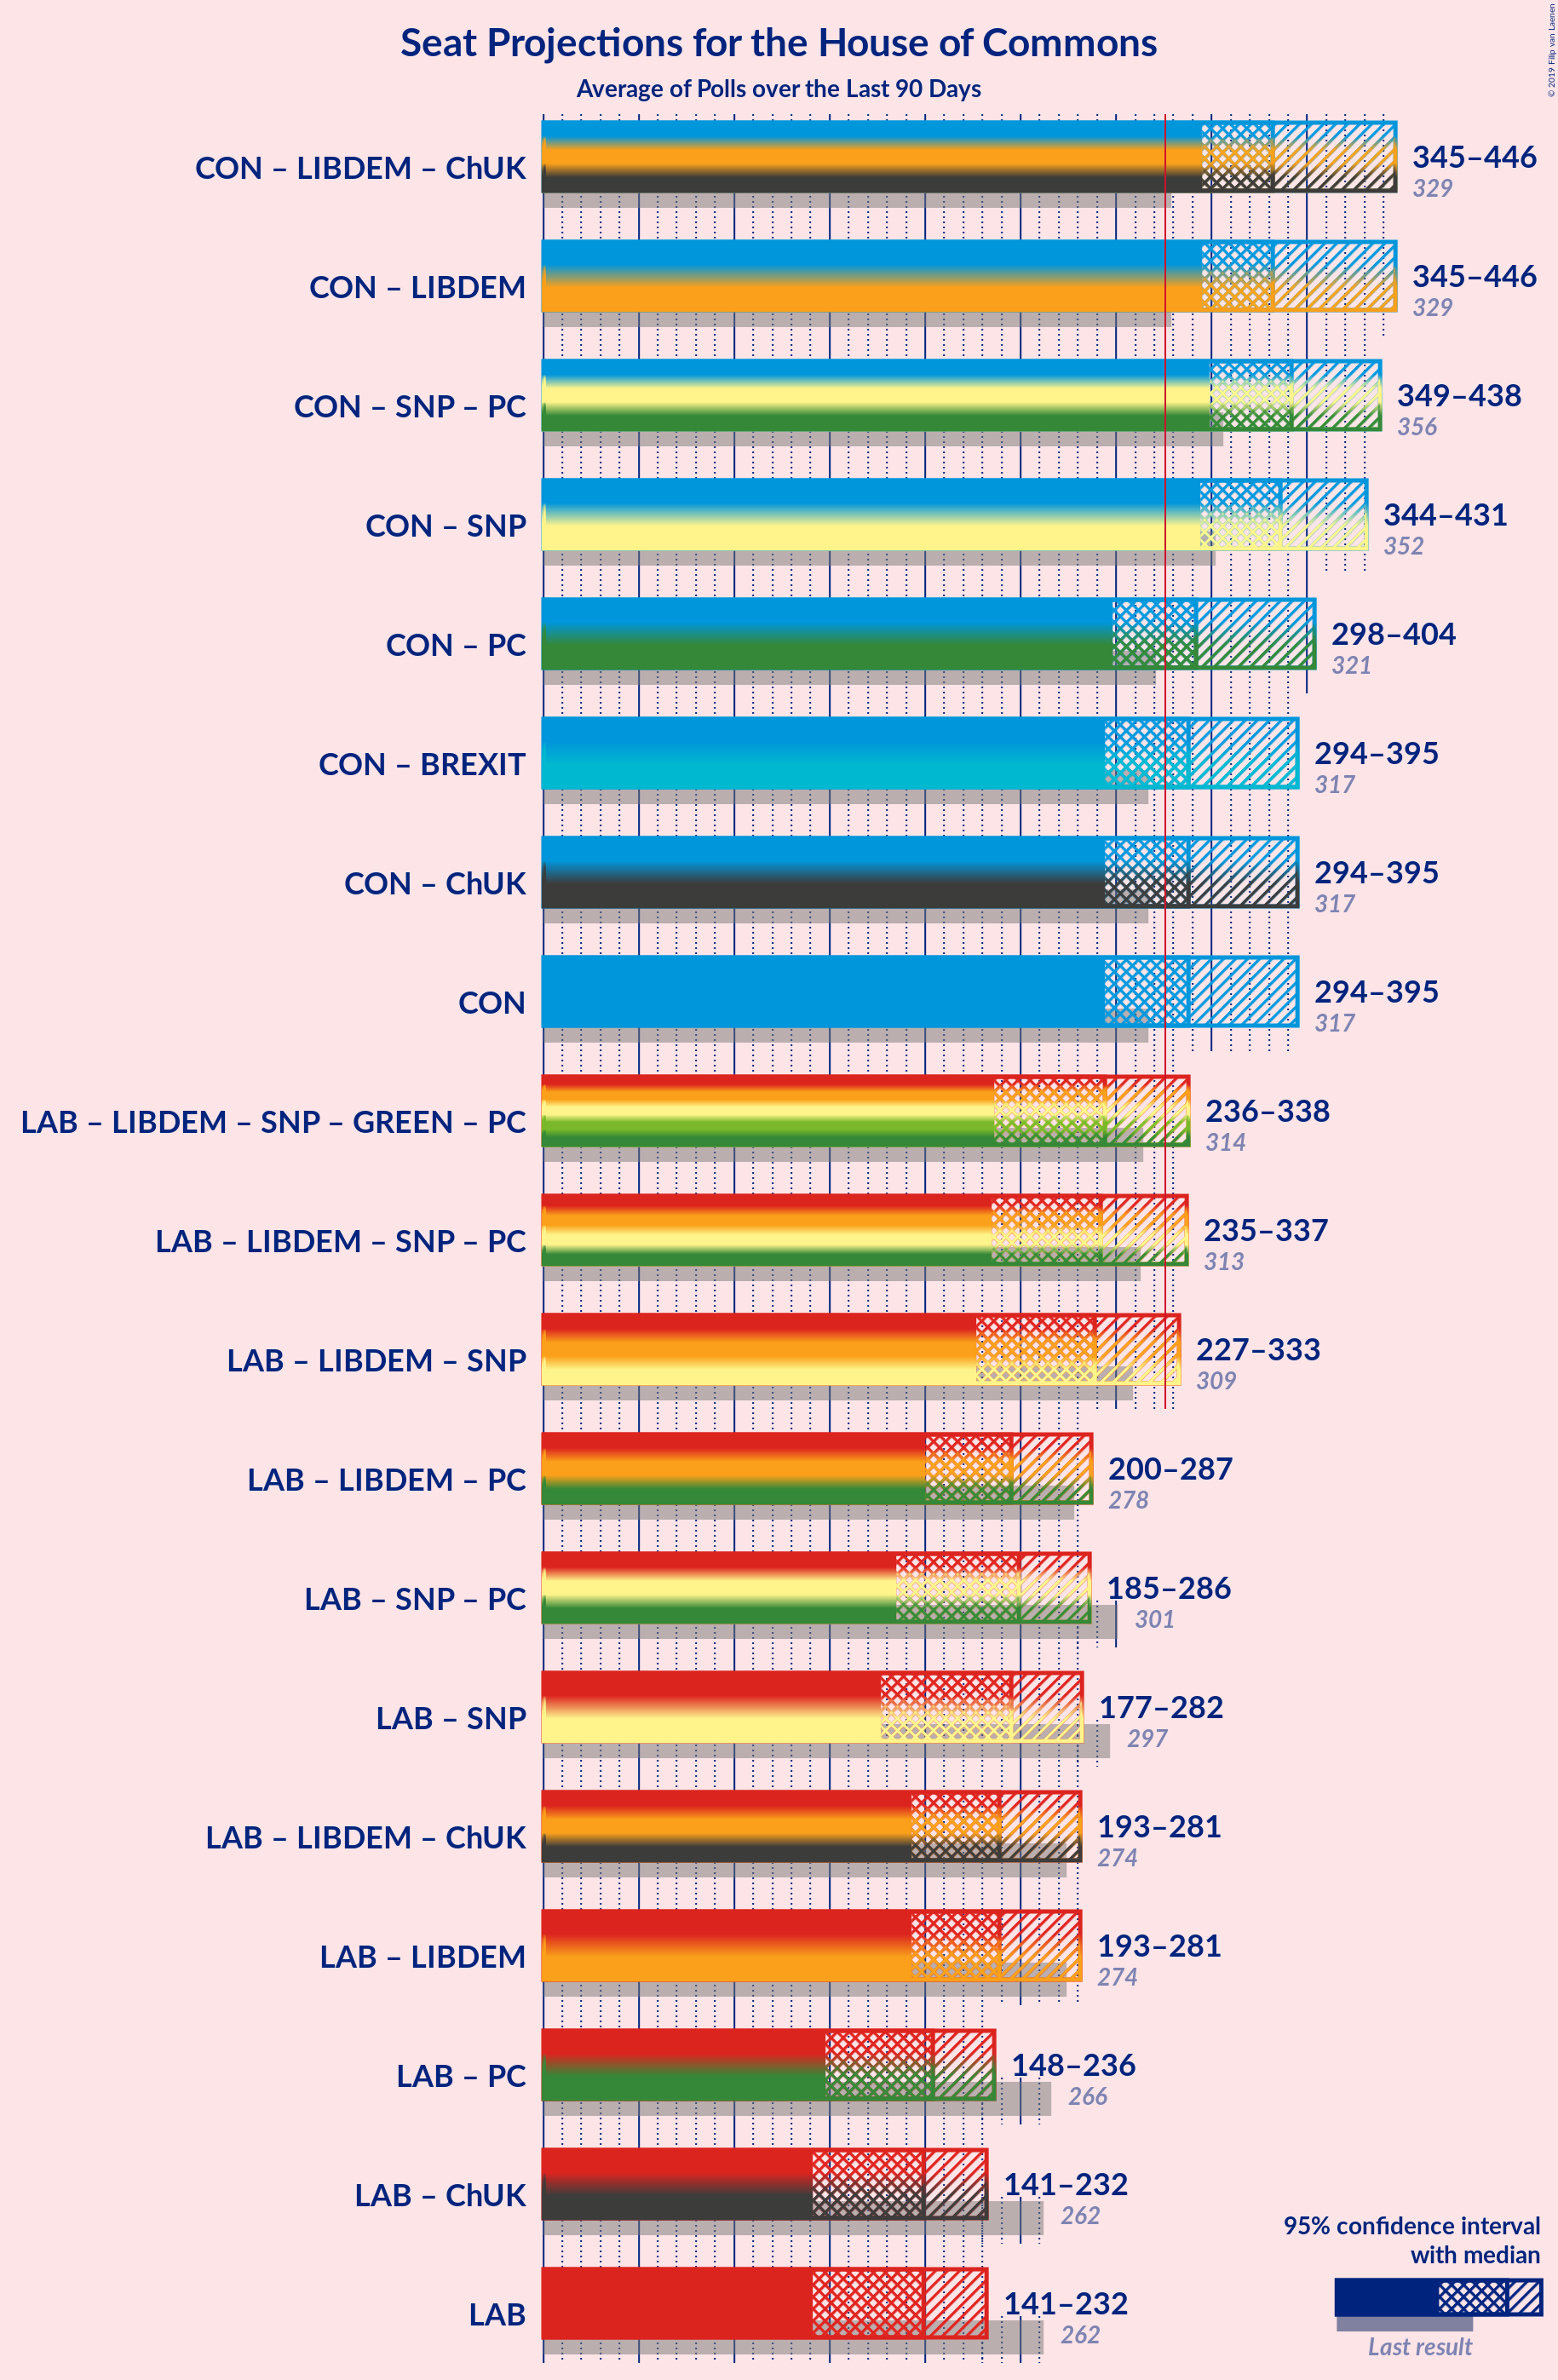 © 2019 Filip van Laenen
Seat Projections for the House of Commons
Average of Polls over the Last 90 Days
CON – LIBDEM – ChUK
345–446
329
CON – LIBDEM
345–446
329
CON – SNP – PC
349–438
356
CON – SNP
344–431
352
CON – PC
298–404
321
CON – BREXIT
294–395
317
CON – ChUK
294–395
317
CON
294–395
317
LAB – LIBDEM – SNP – GREEN – PC
236–338
314
LAB – LIBDEM – SNP – PC
235–337
313
LAB – LIBDEM – SNP
227–333
309
LAB – LIBDEM – PC
200–287
278
LAB – SNP – PC
185–286
301
LAB – SNP
177–282
297
LAB – LIBDEM – ChUK
193–281
274
LAB – LIBDEM
193–281
274
LAB – PC
148–236
266
LAB – ChUK
141–232
262
LAB
141–232
262
95% confidence interval
with median
Last result